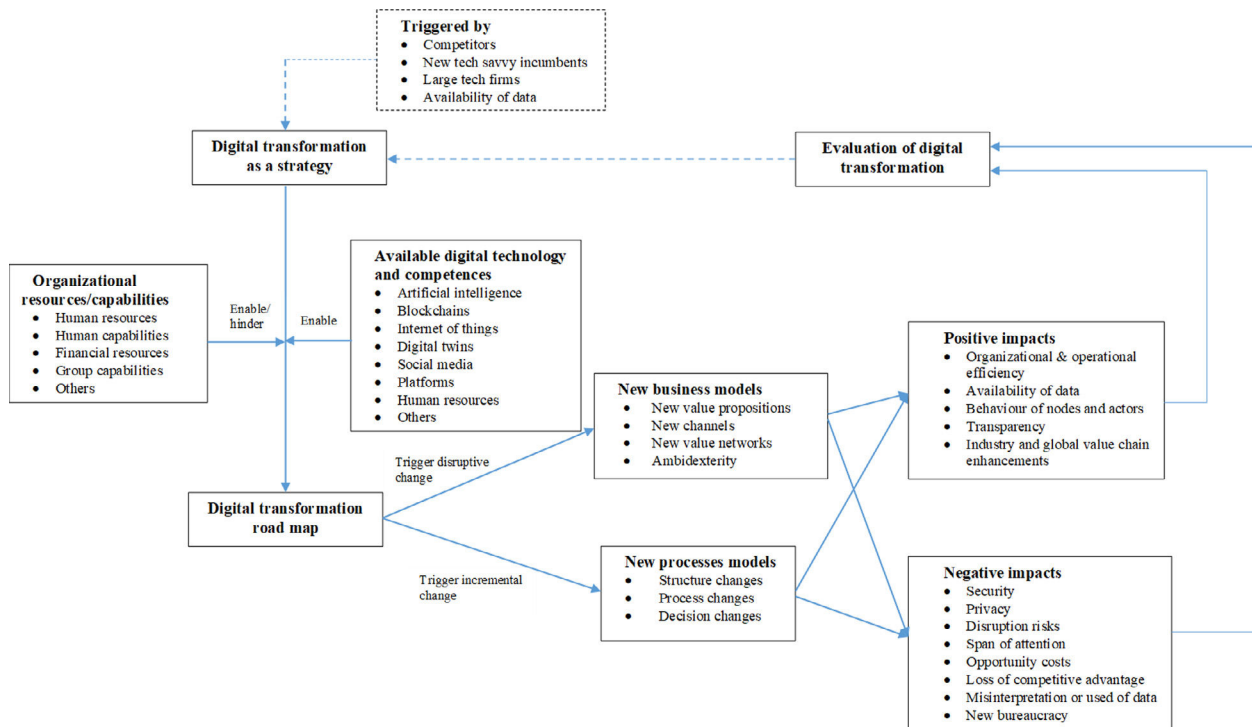 Triggered by
• Competitors
• New tech savvy incumbents
• Large tech firms
• Availability of data
Digital transformation
as a strategy
Evaluation of digital
transformation
Organizational
resources/capabilities
• Human resources
• Human capabilities
• Financial resources
• Group capabilities
• Others
Enable/
hinder
Enable
Available digital technology
and competences
• Artificial intelligence
• Blockchains
• Internet of things
• Digital twins
• Social media
• Platforms
• Human resources
• Others
Digital transformation
road map
Trigger disruptive
change
Trigger incremental
change
New business models
• New value propositions
• New channels
• New value networks
• Ambidexterity
New processes models
• Structure changes
• Process changes
• Decision changes
Positive impacts
• Organizational & operational
efficiency
• Availability of data
• Behaviour of nodes and actors
• Transparency
• Industry and global value chain
enhancements
Negative impacts
• Security
• Privacy
• Disruption risks
• Span of attention
• Opportunity costs
• Loss of competitive advantage
• Misinterpretation or used of data
• New bureaucracy